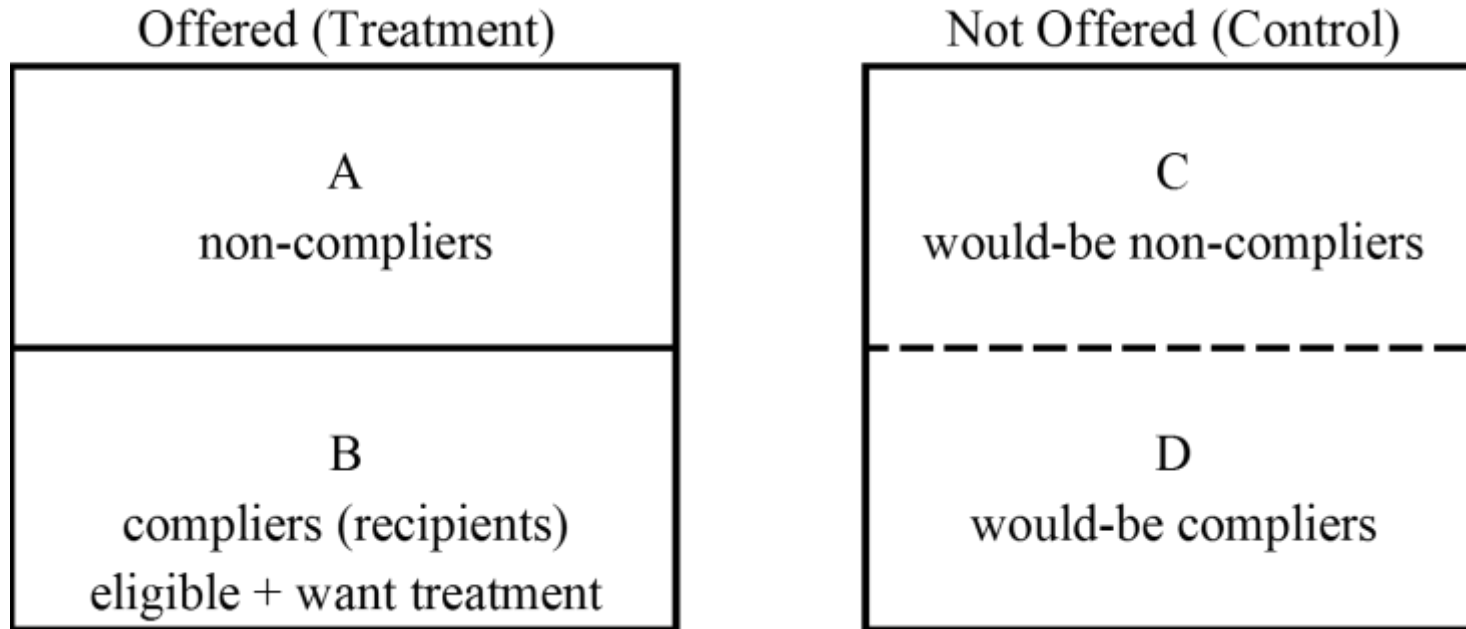 Offered (Treatment)
Not Offered (Control)
A
non-compliers
C
would-be non-compliers
B
compliers (recipients)
eligible + want treatment
D
would-be compliers